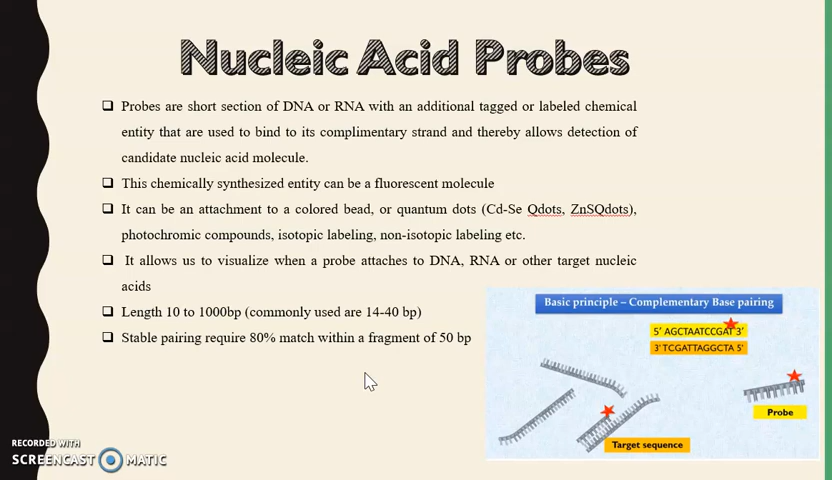 Nucleic Acid Probes
Probes are short section of DNA or RNA with an additional tagged or labeled chemical
entity that are used to bind to its complimentary strand and thereby allows detection of
candidate nucleic acid molecule.
This chemically synthesized entity can be a fluorescent molecule
It can be an attachment to a colored bead, or quantum dots (Cd-Se Qdots, ZnSQdots),
photochromic compounds, isotopic labeling, non-isotopic labeling etc.
It allows us to visualize when a probe attaches to DNA, RNA or other target nucleic
acids
Length 10 to 1000bp (commonly used are 14-40 bp)
Stable pairing require 80% match within a fragment of 50 bp
Basic principle – Complementary Base pairing
5' AGCTAATCCGAT 3'
3' TCGATTAGGCTA 5'
Probe
Target sequence
RECORDED WITH
SCREENCAST MATIC